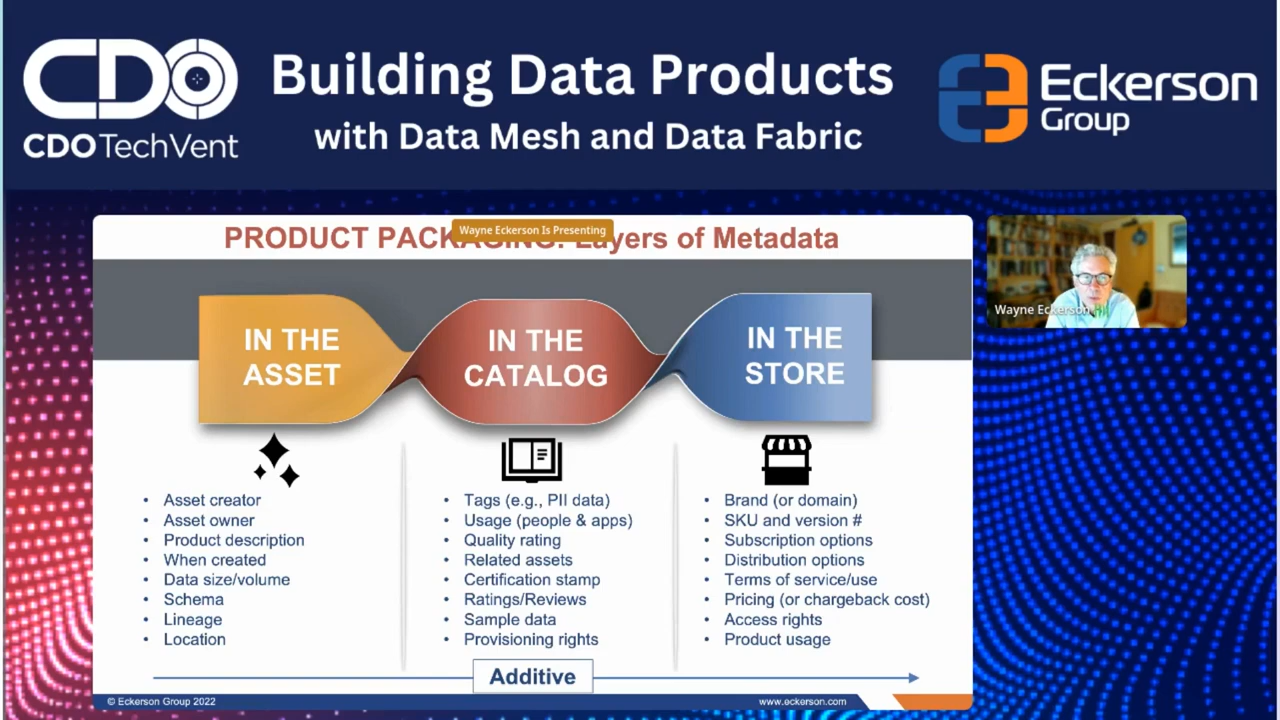 CDO
CDO TechVent
Building Data Products
with Data Mesh and Data Fabric
Eckerson
Group
Wayne Eckerson Is Presenting
PRODUCT Layers of Metadata
Wayne Eckerson
IN THE
ASSET
IN THE
CATALOG
IN THE
STORE
• Asset creator
• Asset owner
• Product description
• When created
• Data size/volume
• Schema
• Lineage
• Location
• Tags (e.g., PII data)
• Usage (people & apps)
• Quality rating
• Related assets
• Certification stamp
• Ratings/Reviews
• Sample data
• Provisioning rights
• Brand (or domain)
• SKU and version #
• Subscription options
• Distribution options
• Terms of service/use
• Pricing (or chargeback cost)
• Access rights
• Product usage
Additive
© Eckerson Group 2022
www.eckerson.com